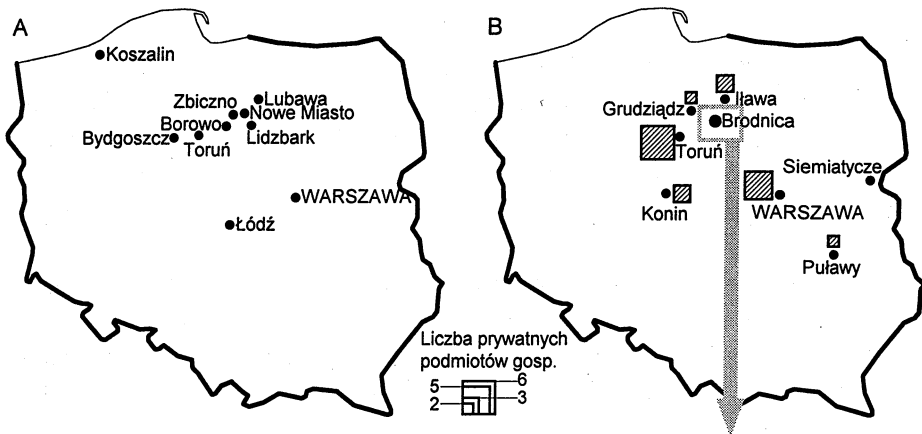 A
Koszalin
Zbiczno
Lubawa
Nowe Miasto
Borowo
Lidzbark
Bydgoszcz
Toruń
WARSZAWA
Łódź
B
Iława
Grudziądz
Brodnica
Toruń
Siemiatycze
Konin
WARSZAWA
Puławy
Liczba prywatnych
podmiotów gosp.
6
5
3
2